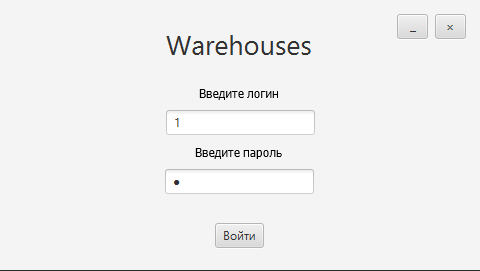 _ ×
Warehouses
Введите логин
1
Введите пароль
●
Войти